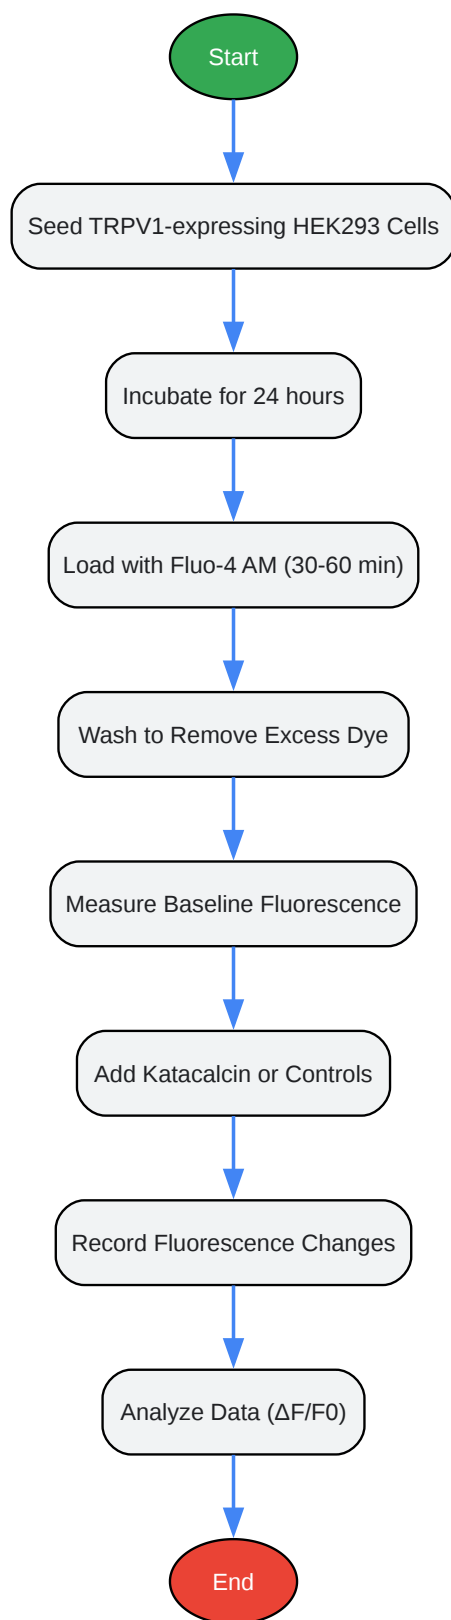 Start
Seed TRPV1-expressing HEK293 Cells
Incubate for 24 hours
Load with Fluo-4 AM (30-60 min)
Wash to Remove Excess Dye
Measure Baseline Fluorescence
Add Katacalcin or Controls
Record Fluorescence Changes
Analyze Data (ΔF/F0)
End